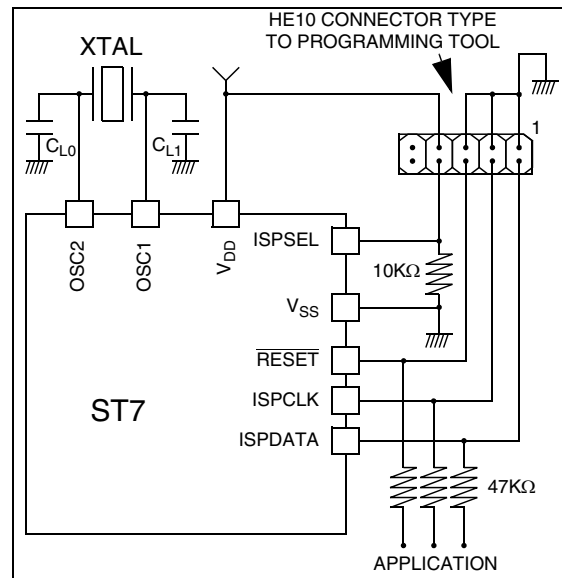 HE10 CONNECTOR TYPE
TO PROGRAMMING TOOL
XTAL
1
CL0
CL1
OSC2
OSC1
VDD
ISPSEL
10KΩ
VSS
RESET
ISPCLK
ST7
ISPDATA
47KΩ
APPLICATION